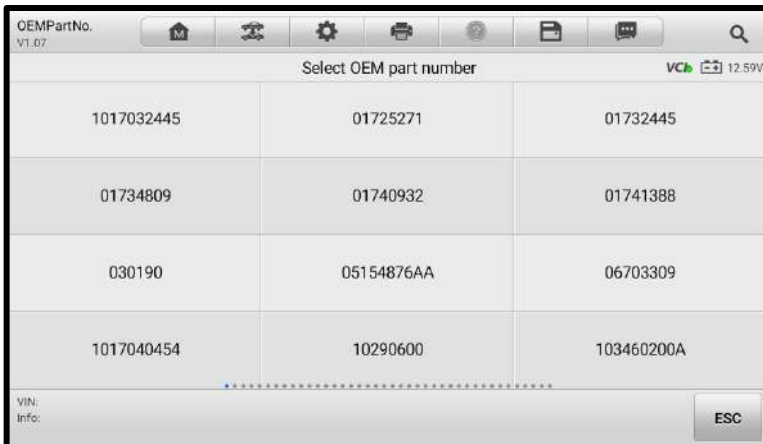 OEMPartNo.
V1.07
M
Select OEM part number
VCI 12.59V
1017032445 01725271 01732445
01734809 01740932 01741388
030190 05154876AA 06703309
1017040454 10290600 103460200A
VIN:
Info:
ESC